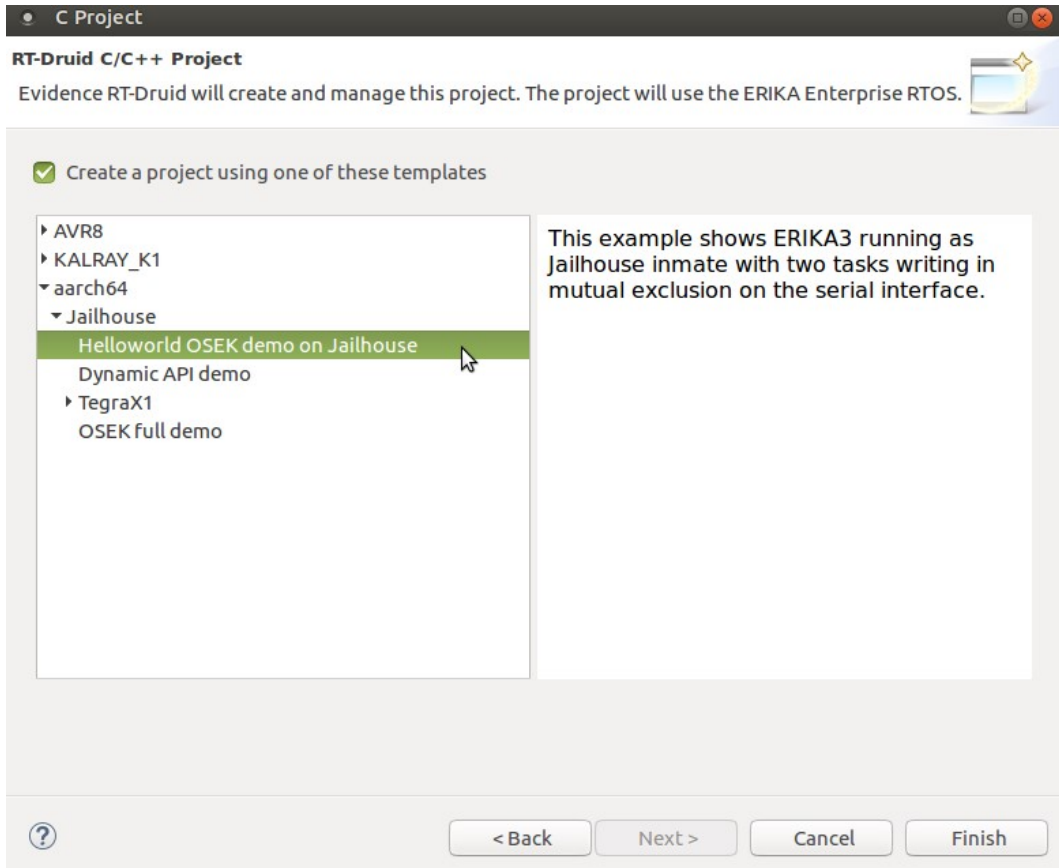 C Project
RT-Druid C/C++ Project
Evidence RT-Druid will create and manage this project. The project will use the ERIKA Enterprise RTOS.
Create a project using one of these templates
AVR8
KALRAY_K1
aarch64
Jailhouse
Helloworld OSEK demo on Jailhouse
Dynamic API demo
TegraX1
OSEK full demo
This example shows ERIKA3 running as
Jailhouse inmate with two tasks writing in
mutual exclusion on the serial interface.
?
< Back Next > Cancel Finish